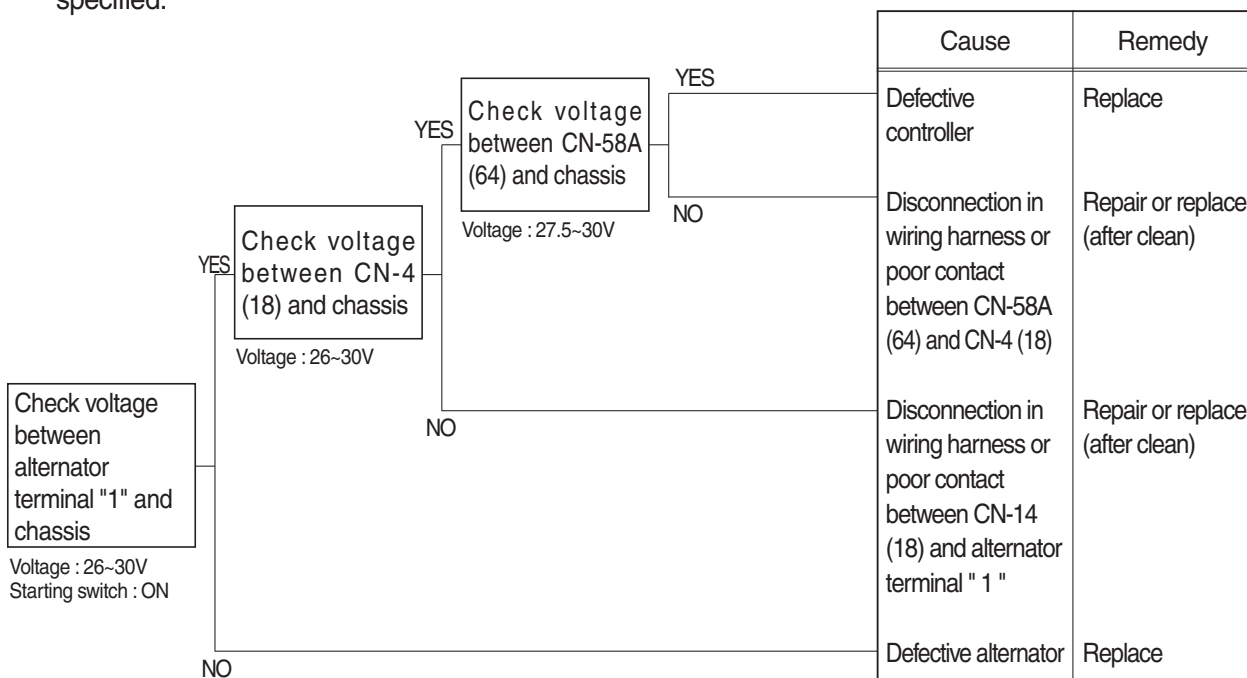 specified.
Cause
Remedy
YES
Check voltage
between CN-58A
(64) and chassis
Voltage : 27.5~30V
YES
NO
Defective
controller
Replace
Disconnection in
wiring harness or
poor contact
between CN-58A
(64) and CN-4 (18)
Repair or replace
(after clean)
YES
Check voltage
between CN-4
(18) and chassis
Voltage : 26~30V
NO
Disconnection in
wiring harness or
poor contact
between CN-14
(18) and alternator
terminal " 1 "
Repair or replace
(after clean)
Check voltage
between
alternator
terminal "1" and
chassis
Voltage : 26~30V
Starting switch : ON
NO
Defective alternator
Replace